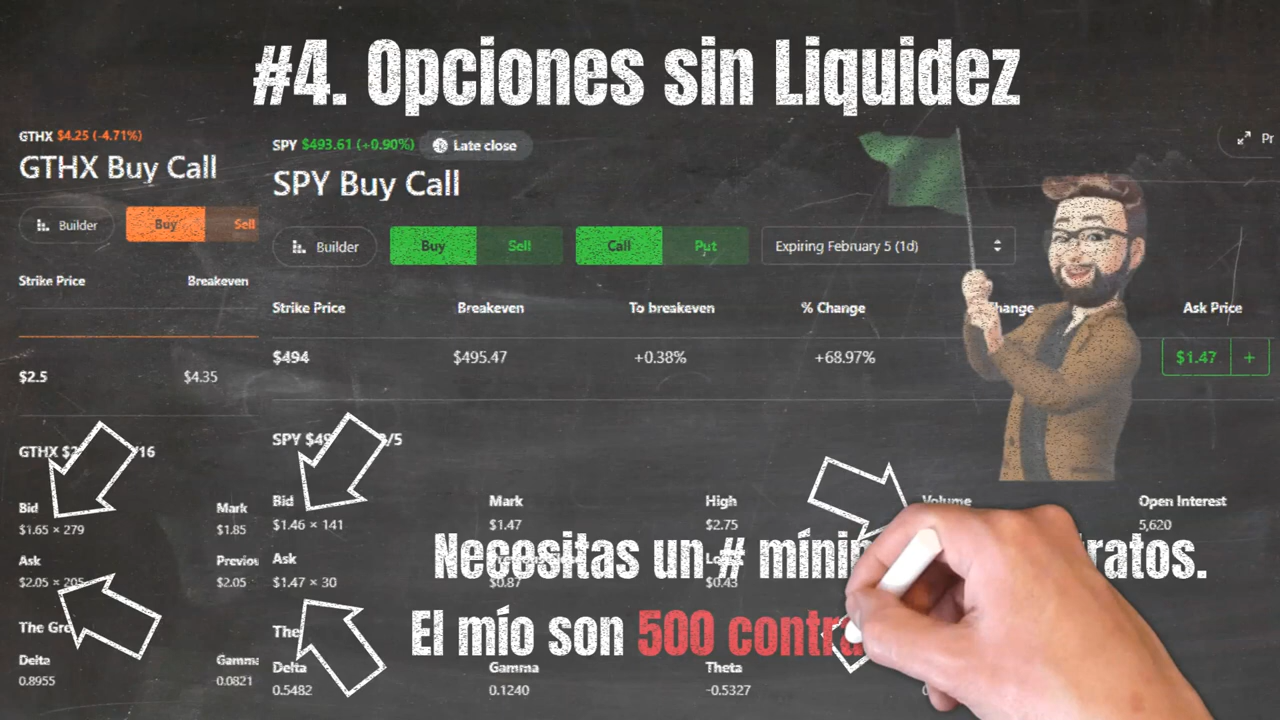 #4. Opciones sin Liquidez
GTHX $4.25 (-4.71%)
GTHX Buy Call
Builder
Buy
Sell
Strike Price
Breakeven
$2.5
$4.35
GTHX
/16
Bid
$1.65 × 279
Mark
$1.85
Ask
$2.05 × 205
$2.05
Delta
0.8955
0.0821
SPY $493.61 (+0.90%)
Late close
SPY Buy Call
Builder
Buy
Sell
Call
Put
Expiring February 5 (1d)
Strike Price
Breakeven
To breakeven
% Change
Ask Price
$494
$495.47
+0.38%
+68.97%
$1.47
+
SPY
/5
Bid
$1.46 × 141
Mark
$1.47
High
$2.75
Volume
Open Interest
5,620
Ask
$1.47 × 30
$0.87
$0.43
The
Delta
0.5482
Gamma
0.1240
Theta
-0.5327
Necesitas un #
El mío son 500